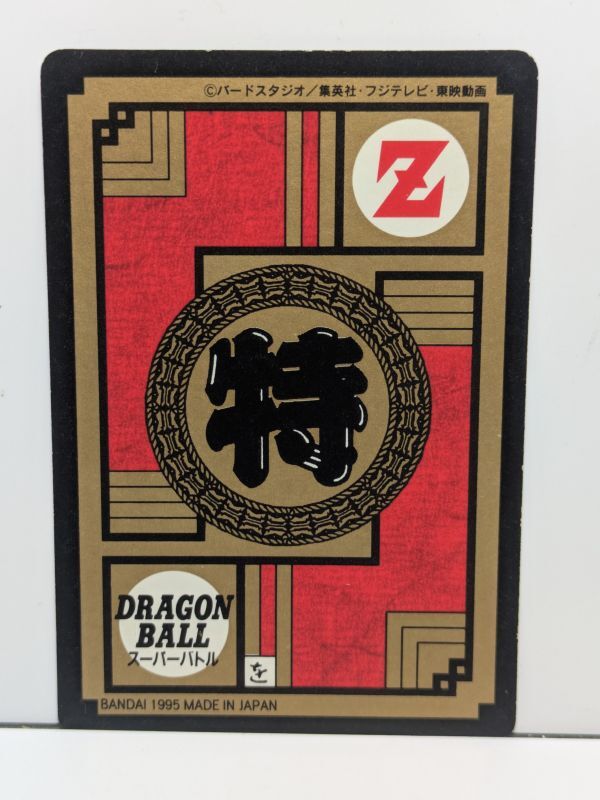 ©バードスタジオ／集英社・フジテレビ・東映動画
Z
特
DRAGON
BALL
スーパーバトル
を
BANDAI 1995 MADE IN JAPAN